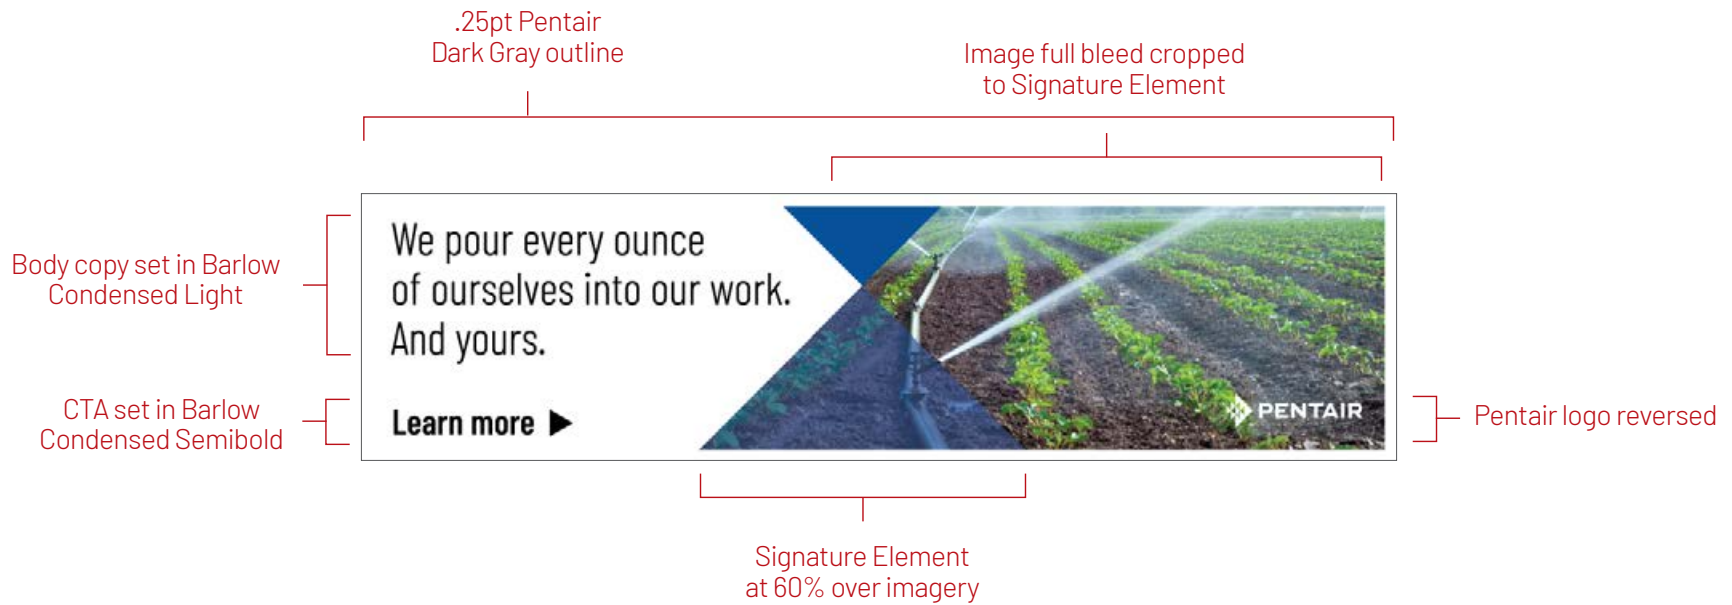 .25pt Pentair
Dark Gray outline
Image full bleed cropped
to Signature Element
Body copy set in Barlow
Condensed Light
We pour every ounce
of ourselves into our work.
And yours.
CTA set in Barlow
Condensed Semibold
Learn more ▶
PENTAIR
Pentair logo reversed
Signature Element
at 60% over imagery